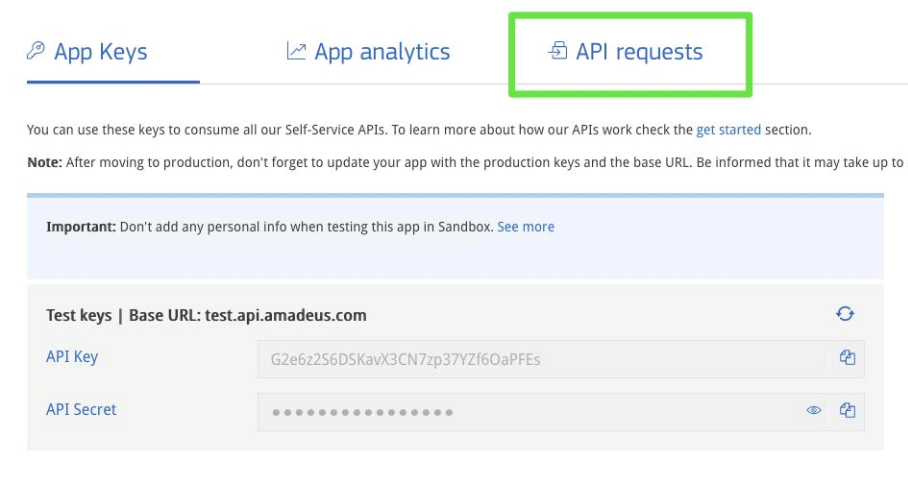 App Keys
App analytics
API requests
You can use these keys to consume all our Self-Service APIs. To learn more about how our APIs work check the get started section.
Note: After moving to production, don't forget to update your app with the production keys and the base URL. Be informed that it may take up to
Important: Don't add any personal info when testing this app in Sandbox. See more
Test keys | Base URL: test.api.amadeus.com
API Key
G2e6z2S6DSKavX3CN7zp37YZf6OaPFEs
API Secret